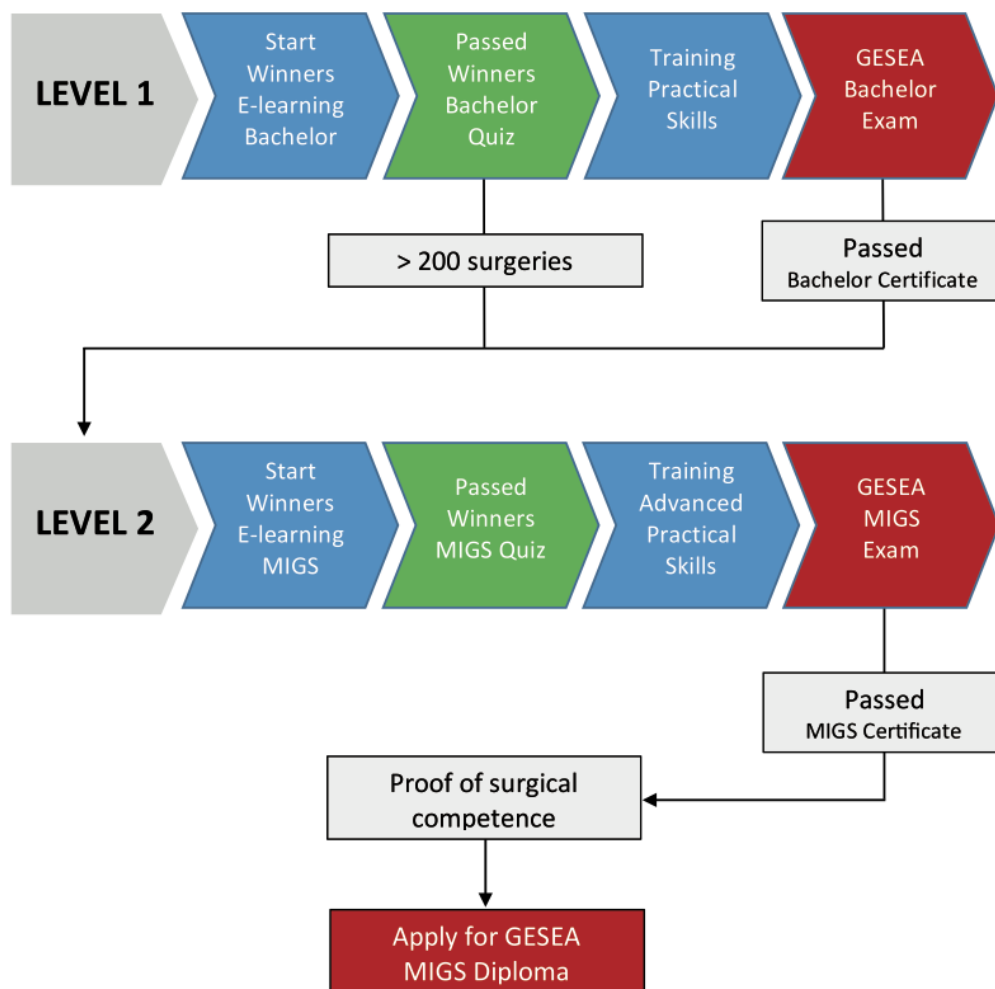 LEVEL 1
Start
Winners
E-learning
Bachelor
Passed
Winners
Bachelor
Quiz
Training
Practical
Skills
GESEA
Bachelor
Exam
> 200 surgeries
Passed
Bachelor Certificate
LEVEL 2
Start
Winners
E-learning
MIGS
Passed
Winners
MIGS Quiz
Training
Advanced
Practical
Skills
GESEA
MIGS
Exam
Passed
MIGS Certificate
Proof of surgical
competence
Apply for GESEA
MIGS Diploma